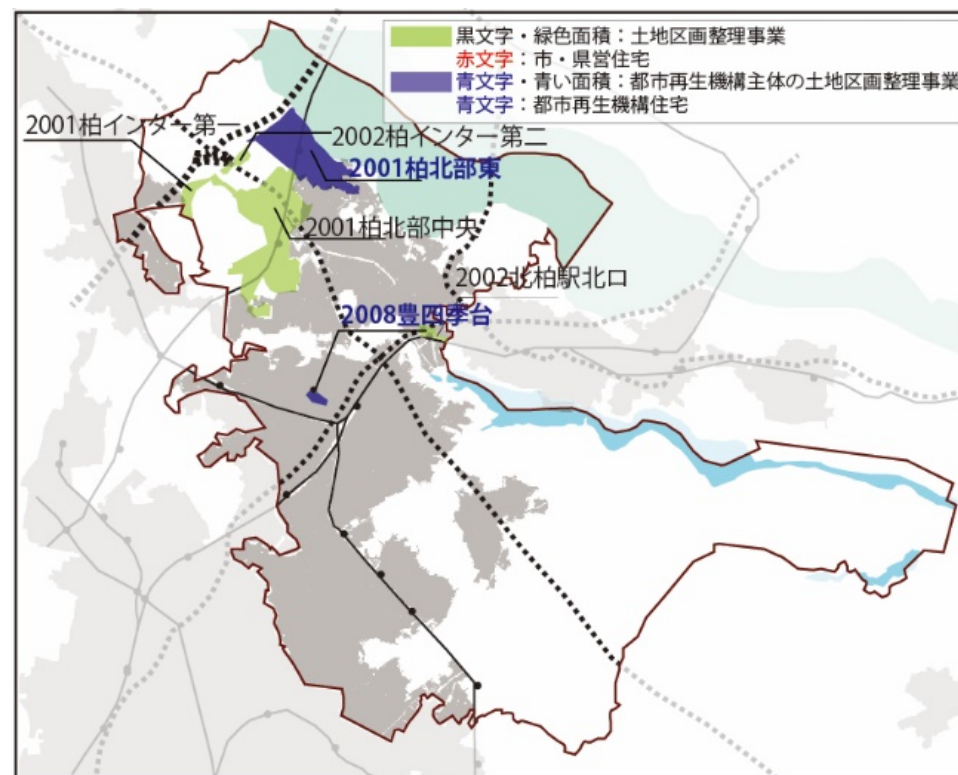 黒文字・緑色面積：土地区画整理事業
赤文字：市・県営住宅
青文字・青い面積：都市再生機構主体の土地区画整理事業
青文字：都市再生機構住宅
2001柏インター第一
2002柏インター第二
2001柏北部東
2001柏北部中央
2002北柏駅北口
2008豊四季台